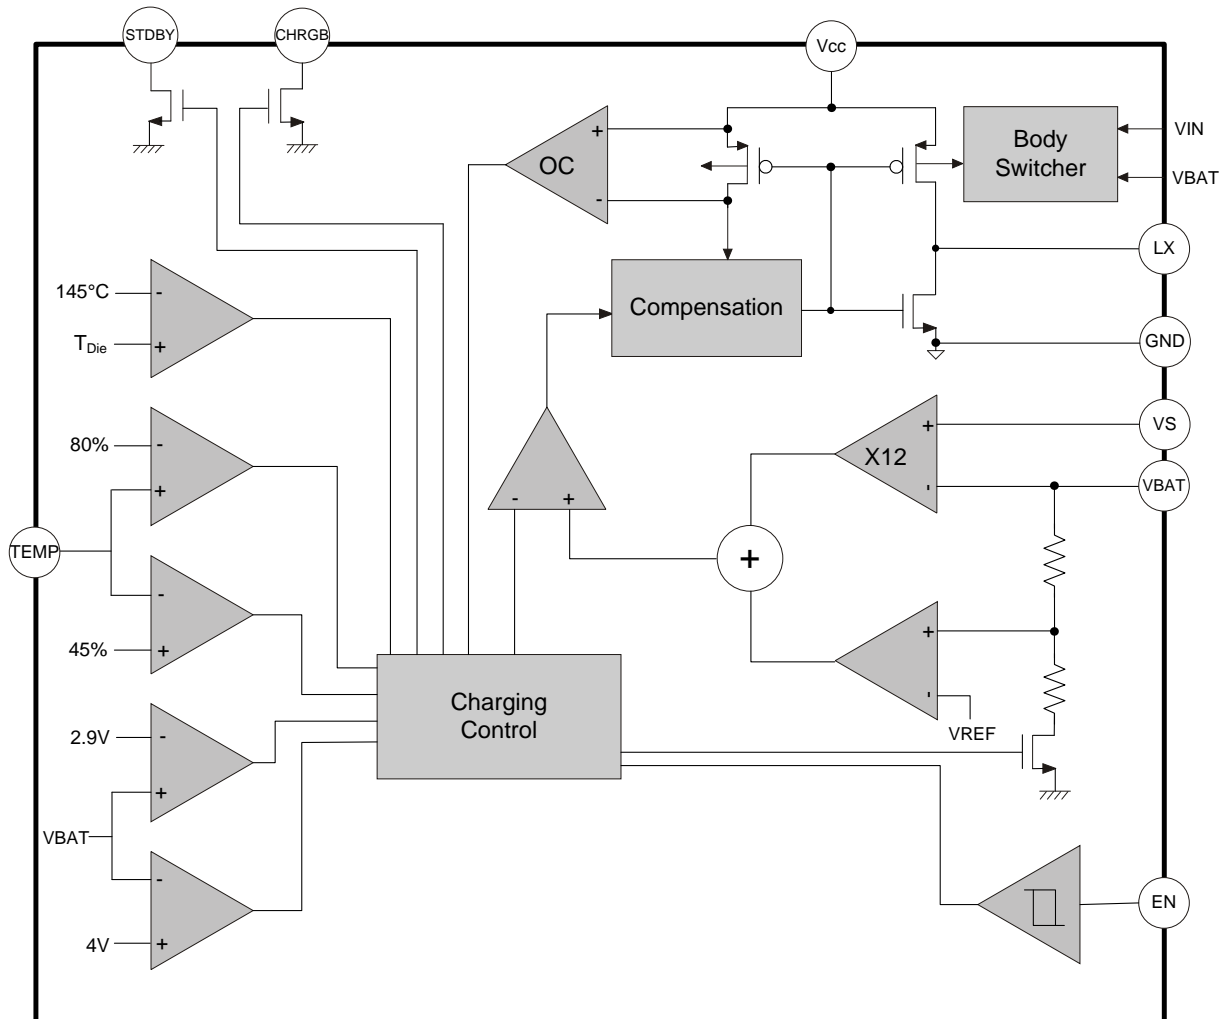 STDBY
CHRGB
Vcc
OC
+
-
Body
Switcher
VIN
VBAT
LX
Compensation
GND
145°C
-
TDie
+
80%
-
+
TEMP
-
45%
+
-
+
X12
+
-
VS
VBAT
+
+
-
VREF
Charging
Control
2.9V
-
+
VBAT
-
4V
+
EN